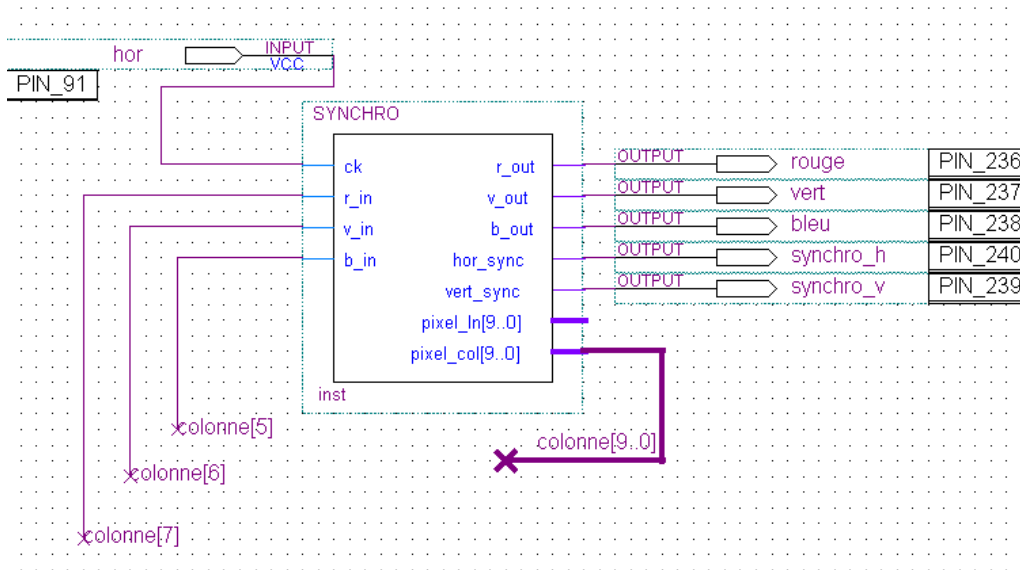 hor
INPUT
VCC
PIN_91
SYNCHRO
ck
r_in
v_in
b_in
r_out
v_out
b_out
hor_sync
vert_sync
pixel_ln[9..0]
pixel_col[9..0]
inst
OUTPUT rouge PIN_236
OUTPUT vert PIN_237
OUTPUT bleu PIN_238
OUTPUT synchro_h PIN_240
OUTPUT synchro_v PIN_239
colonne[5]
colonne[9..0]
colonne[6]
colonne[7]